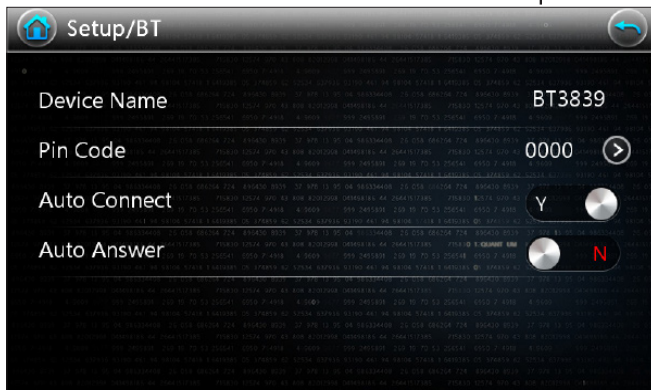 Setup/BT
Device Name BT3839
Pin Code 0000
Auto Connect Y
Auto Answer N